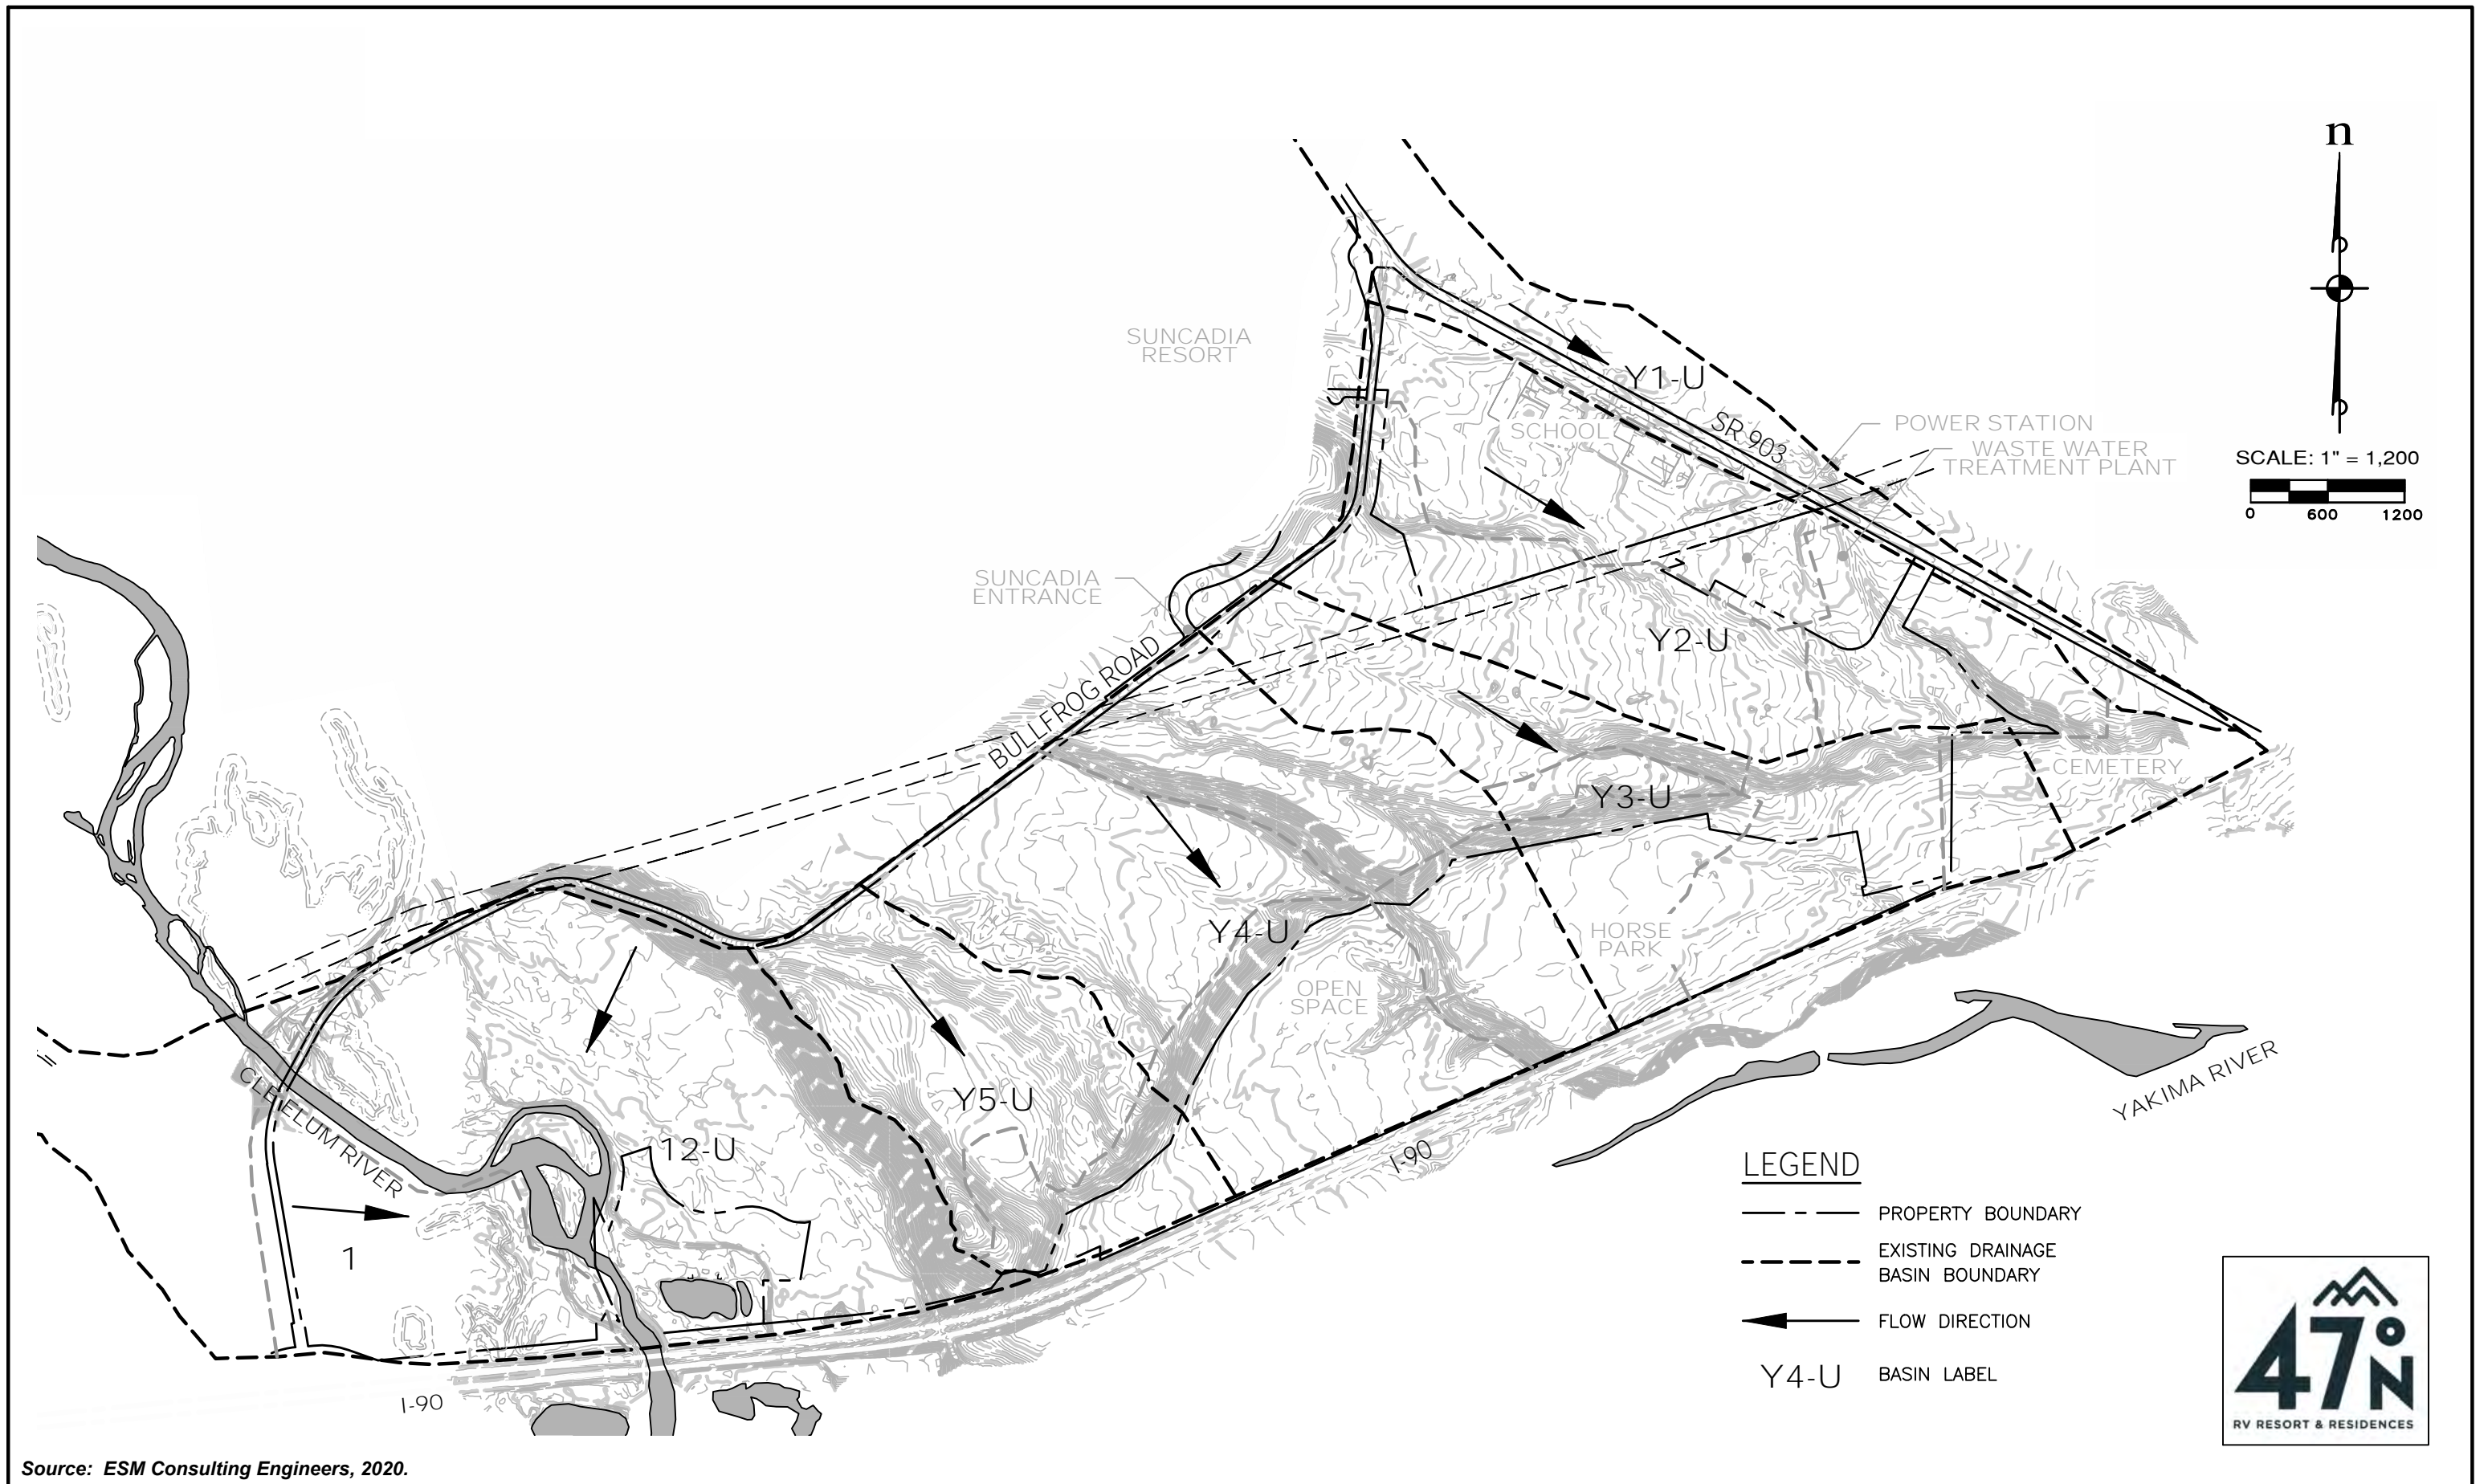 n
SUNCADIA
RESORT
Y1-U
SR 903
SCHOOL
POWER STATION
WASTE WATER
TREATMENT PLANT
SCALE: 1" = 1,200
0 600 1200
SUNCADIA
ENTRANCE
Y2-U
BULLFROG ROAD
CEMETERY
Y3-U
Y4-U
HORSE
PARK
OPEN
SPACE
CLE ELUM RIVER
Y5-U
YAKIMA RIVER
I-90
12-U
1
I-90
LEGEND
PROPERTY BOUNDARY
EXISTING DRAINAGE
BASIN BOUNDARY
FLOW DIRECTION
Y4-U BASIN LABEL
47°N
RV RESORT & RESIDENCES
Source: ESM Consulting Engineers, 2020.